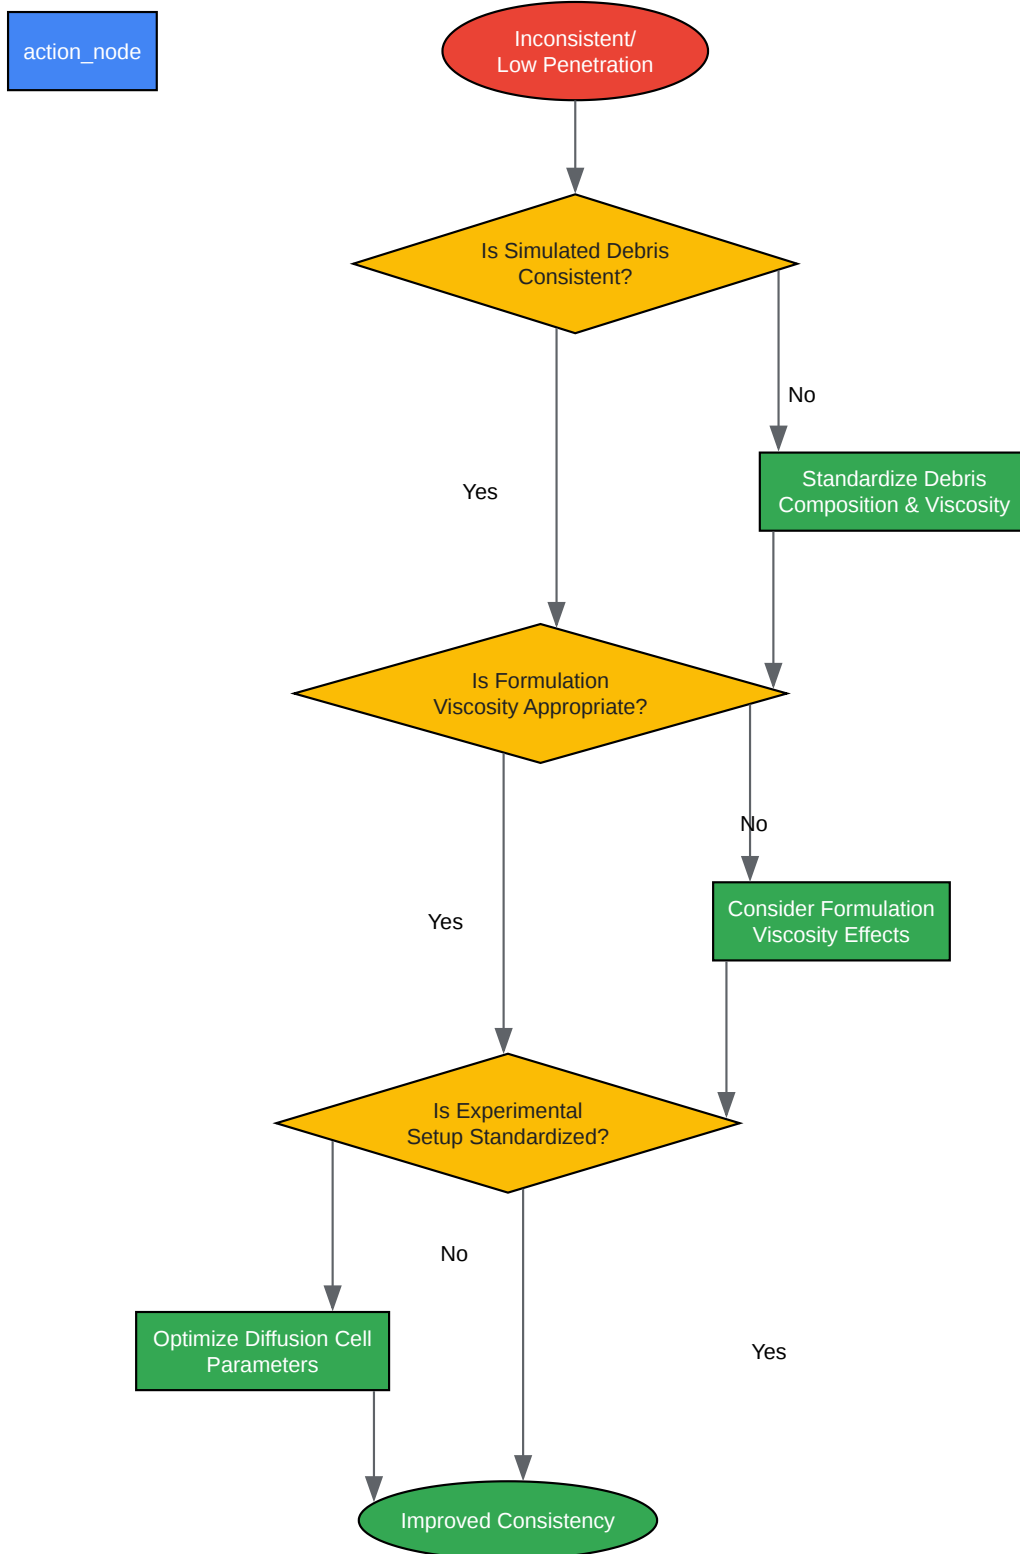 action_node
Inconsistent/
Low Penetration
Is Simulated Debris
Consistent?
No
Standardize Debris
Composition & Viscosity
Yes
Is Formulation
Viscosity Appropriate?
No
Consider Formulation
Viscosity Effects
Yes
Is Experimental
Setup Standardized?
No
Optimize Diffusion Cell
Parameters
Yes
Improved Consistency